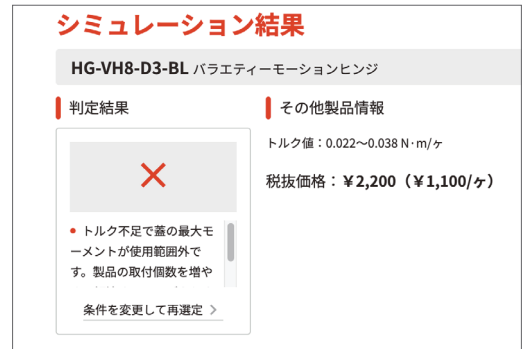 シミュレーション結果
HG-VH8-D3-BL バラエティーモーションヒンジ
判定結果
トルク不足で蓋の最大モ
ーメントが使用範囲外で
す。製品の取付個数を増や
条件を変更して再選定
その他製品情報
トルク値:0.022〜0.038 N·m/ヶ
税抜価格:¥2,200(¥1,100/ヶ)